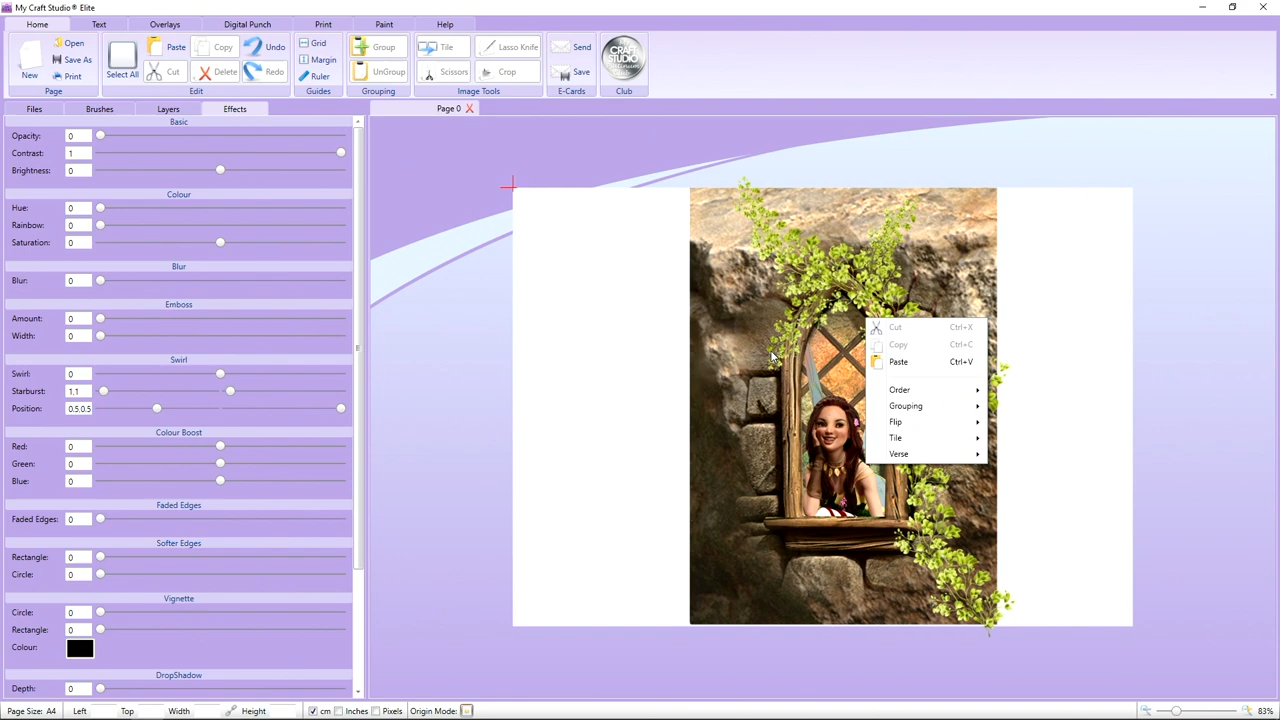 My Craft Studio® Elite
Home Text Overlays Digital Punch Print Paint Help
New Open Save As Print Page
Select All Paste Copy Undo Cut Delete Redo Edit
Grid Margin Ruler Guides
Group UnGroup Grouping
Tile Lasso Knife Scissors Crop Image Tools
Send Save E-Cards
CRAFT STUDIO Club
Files Brushes Layers Effects
Page 0
Basic
Opacity: 0
Contrast: 1
Brightness: 0
Colour
Hue: 0
Rainbow: 0
Saturation: 0
Blur
Blur: 0
Emboss
Amount: 0
Width: 0
Swirl
Swirl: 0
Starburst: 1,1
Position: 0.5,0.5
Colour Boost
Red: 0
Green: 0
Blue: 0
Faded Edges
Faded Edges: 0
Softer Edges
Rectangle: 0
Circle: 0
Vignette
Circle: 0
Rectangle: 0
Colour:
DropShadow
Depth: 0
Cut Ctrl+X
Copy Ctrl+C
Paste Ctrl+V
Order
Grouping
Flip
Tile
Verse
Page Size: A4 Left Top Width Height cm Inches Pixels Origin Mode: 83%